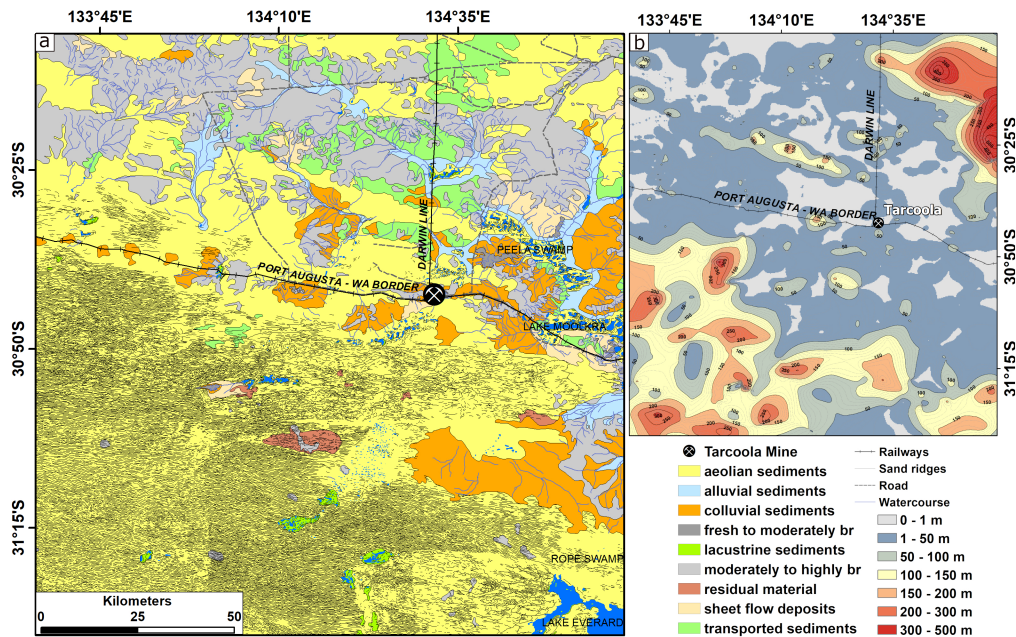 133°45'E 134°10'E 134°35'E
133°45'E 134°10'E 134°35'E
a
b
30°25'S
30°50'S
31°15'S
DARWIN LINE
PEELA SWAMP
PORT AUGUSTA - WA BORDER
LAKE MOOLKRA
ROPE SWAMP
LAKE EVERARD
Kilometers
0 25 50
DARWIN LINE
PORT AUGUSTA - WA BORDER
Tarcoola
30°25'S
30°50'S
31°15'S
Tarcoola Mine
aeolian sediments
alluvial sediments
colluvial sediments
fresh to moderately br
lacustrine sediments
moderately to highly br
residual material
sheet flow deposits
transported sediments
Railways
Sand ridges
Road
Watercourse
0 - 1 m
1 - 50 m
50 - 100 m
100 - 150 m
150 - 200 m
200 - 300 m
300 - 500 m